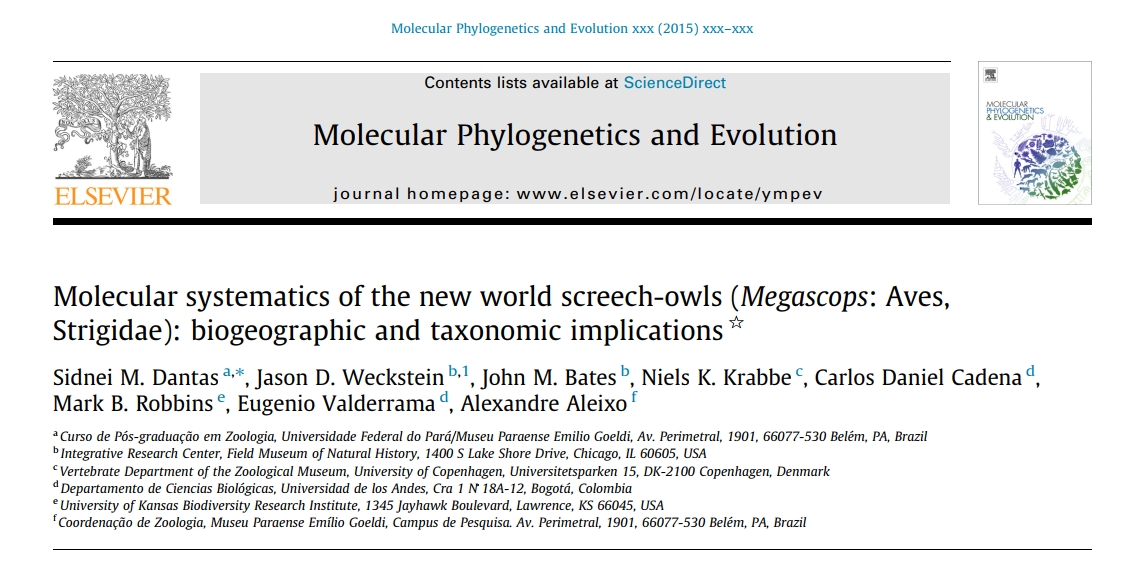 Molecular Phylogenetics and Evolution xxx (2015) xxx–xxx
Contents lists available at ScienceDirect
Molecular Phylogenetics and Evolution
journal homepage: www.elsevier.com/locate/ympev
ELSEVIER
MOLECULAR
PHYLOGENETICS
& EVOLUTION
Molecular systematics of the new world screech-owls (Megascops: Aves,
Strigidae): biogeographic and taxonomic implications ☆
Sidnei M. Dantas a,*, Jason D. Weckstein b,1, John M. Bates b, Niels K. Krabbe c, Carlos Daniel Cadena d,
Mark B. Robbins e, Eugenio Valderrama d, Alexandre Aleixo f
a Curso de Pós-graduação em Zoologia, Universidade Federal do Pará/Museu Paraense Emilio Goeldi, Av. Perimetral, 1901, 66077-530 Belém, PA, Brazil
b Integrative Research Center, Field Museum of Natural History, 1400 S Lake Shore Drive, Chicago, IL 60605, USA
c Vertebrate Department of the Zoological Museum, University of Copenhagen, Universitetsparken 15, DK-2100 Copenhagen, Denmark
d Departamento de Ciencias Biológicas, Universidad de los Andes, Cra 1 N° 18A-12, Bogotá, Colombia
e University of Kansas Biodiversity Research Institute, 1345 Jayhawk Boulevard, Lawrence, KS 66045, USA
f Coordenação de Zoologia, Museu Paraense Emílio Goeldi, Campus de Pesquisa. Av. Perimetral, 1901, 66077-530 Belém, PA, Brazil